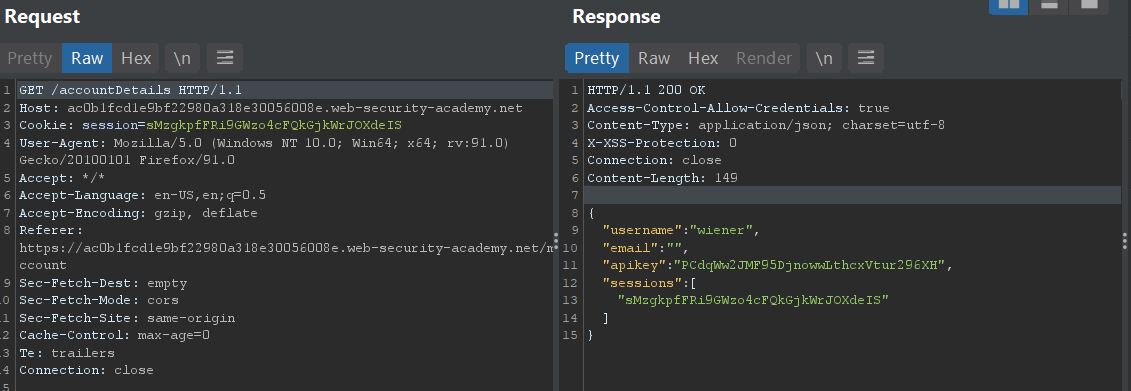 Request
Pretty Raw Hex \n
1 GET /accountDetails HTTP/1.1
2 Host: ac0b1fcd1e9bf22980a318e30056008e.web-security-academy.net
3 Cookie: session=sMzgkpfFRi9GWzo4cFQkGjkWrJOXdeIS
4 User-Agent: Mozilla/5.0 (Windows NT 10.0; Win64; x64; rv:91.0)
Gecko/20100101 Firefox/91.0
5 Accept: */*
6 Accept-Language: en-US,en;q=0.5
7 Accept-Encoding: gzip, deflate
8 Referer:
https://ac0b1fcd1e9bf22980a318e30056008e.web-security-academy.net/m
ccount
9 Sec-Fetch-Dest: empty
0 Sec-Fetch-Mode: cors
1 Sec-Fetch-Site: same-origin
2 Cache-Control: max-age=0
3 Te: trailers
4 Connection: close
5
Response
Pretty Raw Hex Render \n
1 HTTP/1.1 200 OK
2 Access-Control-Allow-Credentials: true
3 Content-Type: application/json; charset=utf-8
4 X-XSS-Protection: 0
5 Connection: close
6 Content-Length: 149
7
8 {
9 "username":"wiener",
10 "email":"",
11 "apikey":"PCdqWw2JMF95DjnowwLthcxVtur296XH",
12 "sessions":[
13 "sMzgkpfFRi9GWzo4cFQkGjkWrJOXdeIS"
14 ]
15 }